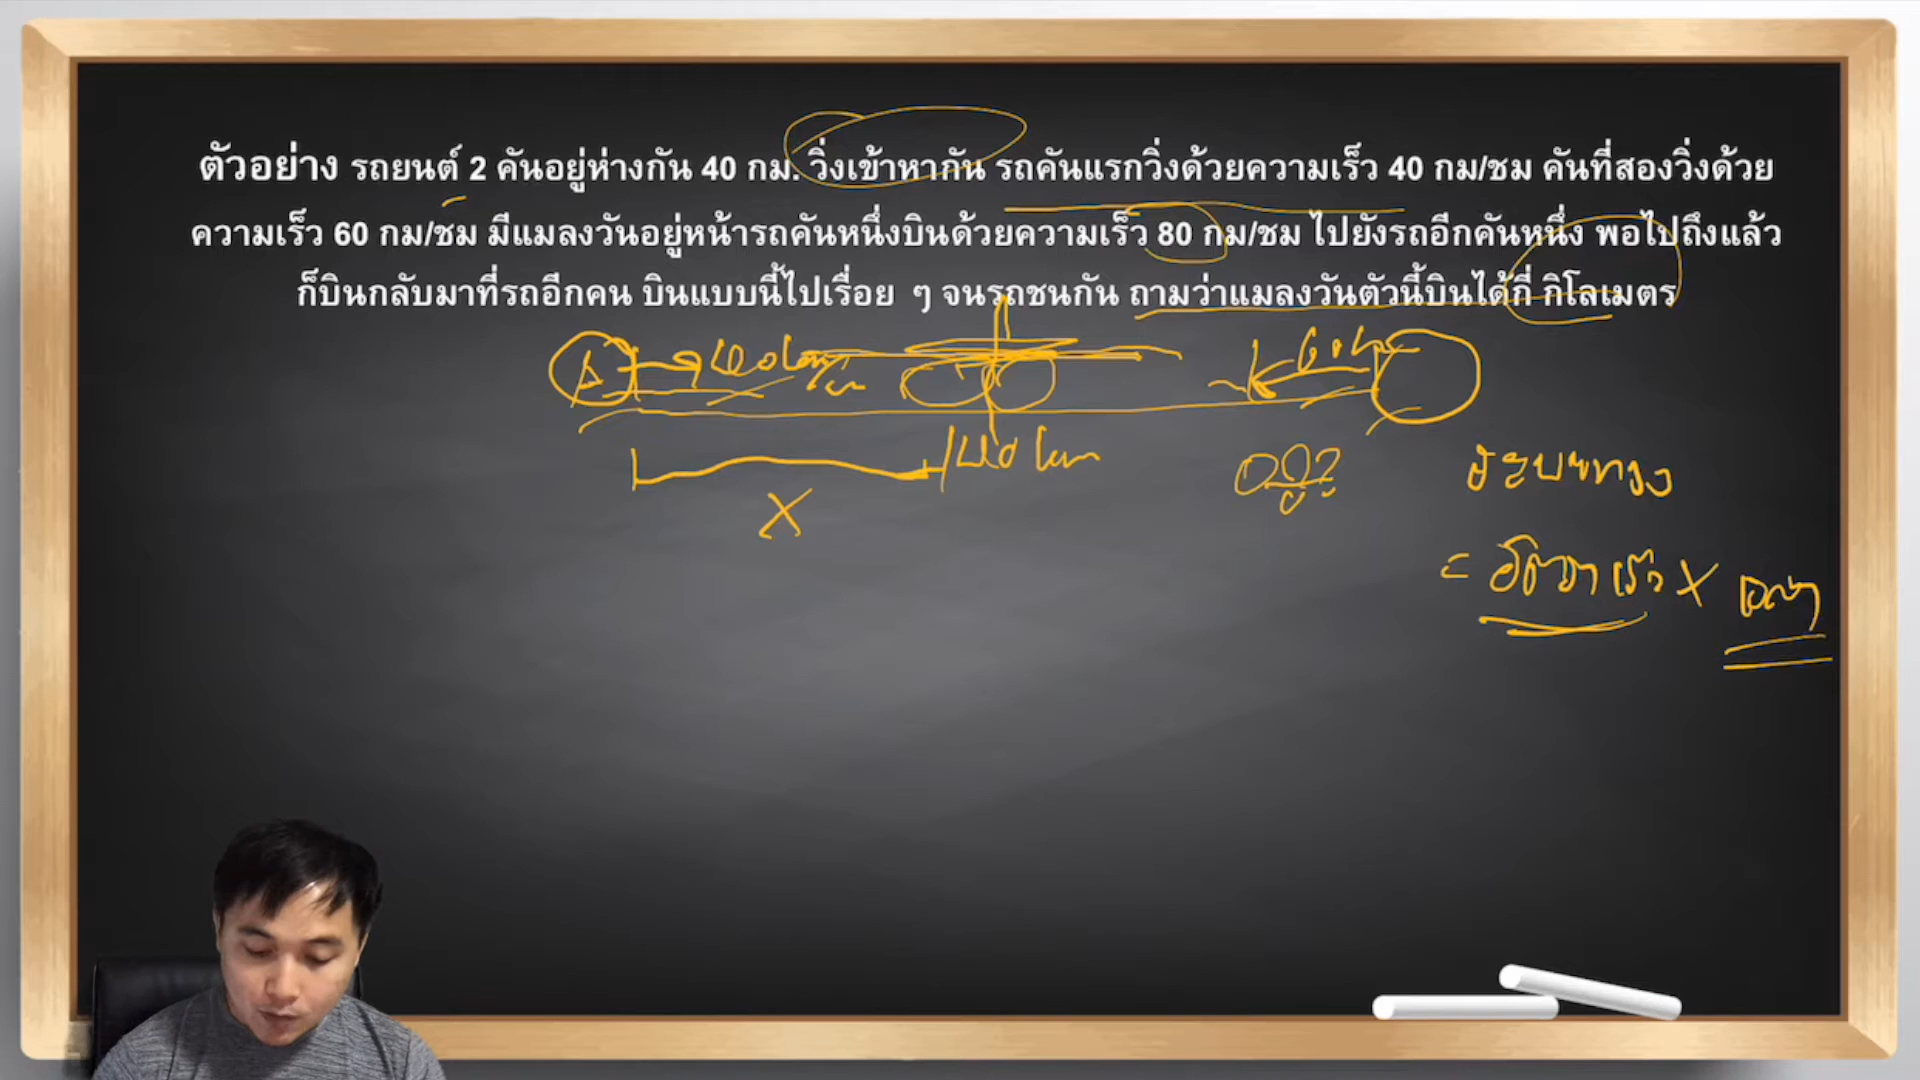 ตัวอย่าง รถยนต์ 2 คันอยู่ห่างกัน 40 กม. วิ่งเข้าหากัน รถคันแรกวิ่งด้วยความเร็ว 40 กม/ชม คันที่สองวิ่งด้วย
ความเร็ว 60 กม/ชม มีแมลงวันอยู่หน้ารถคันหนึ่งบินด้วยความเร็ว 80 กม/ชม ไปยังรถอีกคันหนึ่ง พอไปถึงแล้ว
ก็บินกลับมาที่รถอีกคน บินแบบนี้ไปเรื่อย ๆ จนรถชนกัน ถามว่าแมลงวันตัวนี้บินได้กี่ กิโลเมตร
A 40 km
40 km
X
ระยะทาง
= อัตราเร็ว X เวลา